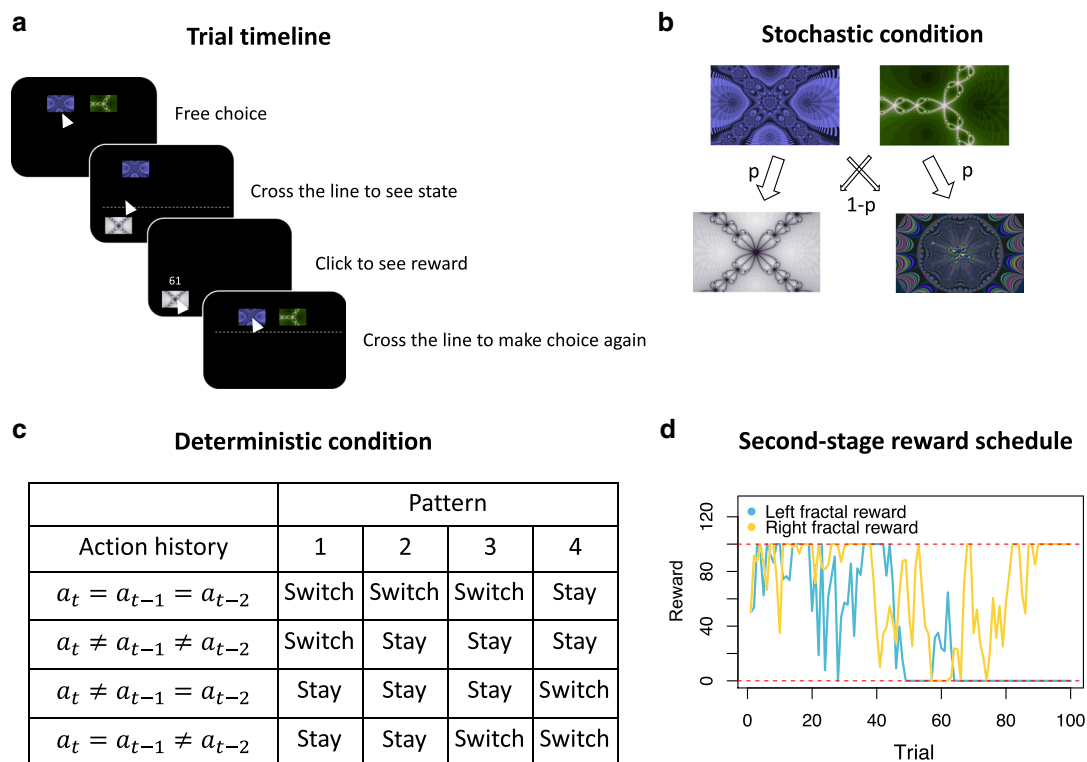 a
Trial timeline
Free choice
Cross the line to see state
61
Click to see reward
Cross the line to make choice again
b
Stochastic condition
p
p
1-p
c
Deterministic condition
Pattern
Action history 1 2 3 4
a_t = a_{t−1} = a_{t−2} Switch Switch Switch Stay
a_t ≠ a_{t−1} ≠ a_{t−2} Switch Stay Stay Stay
a_t ≠ a_{t−1} = a_{t−2} Stay Stay Stay Switch
a_t = a_{t−1} ≠ a_{t−2} Stay Stay Switch Switch
d
Second-stage reward schedule
Left fractal reward
Right fractal reward
Reward
120
80
40
0
0 20 40 60 80 100
Trial